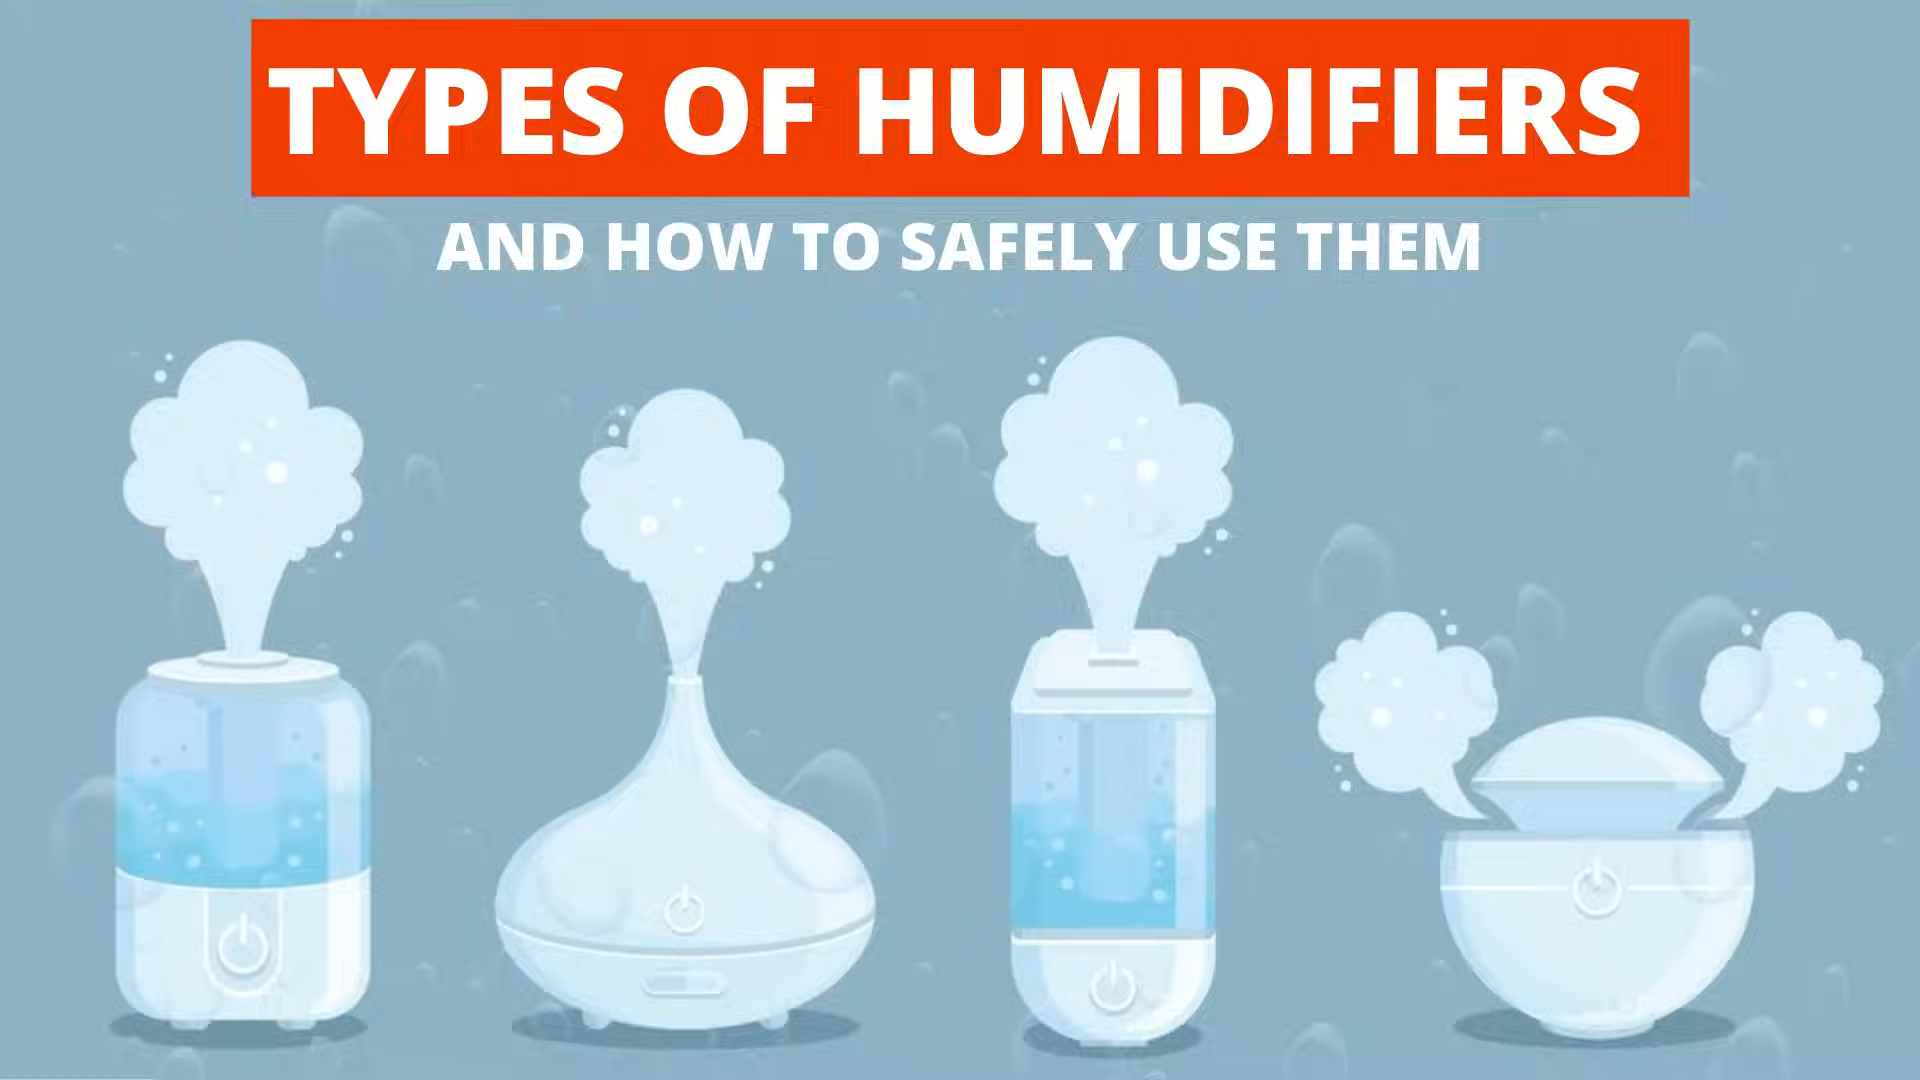 TYPES OF HUMIDIFIERS
AND HOW TO SAFELY USE THEM